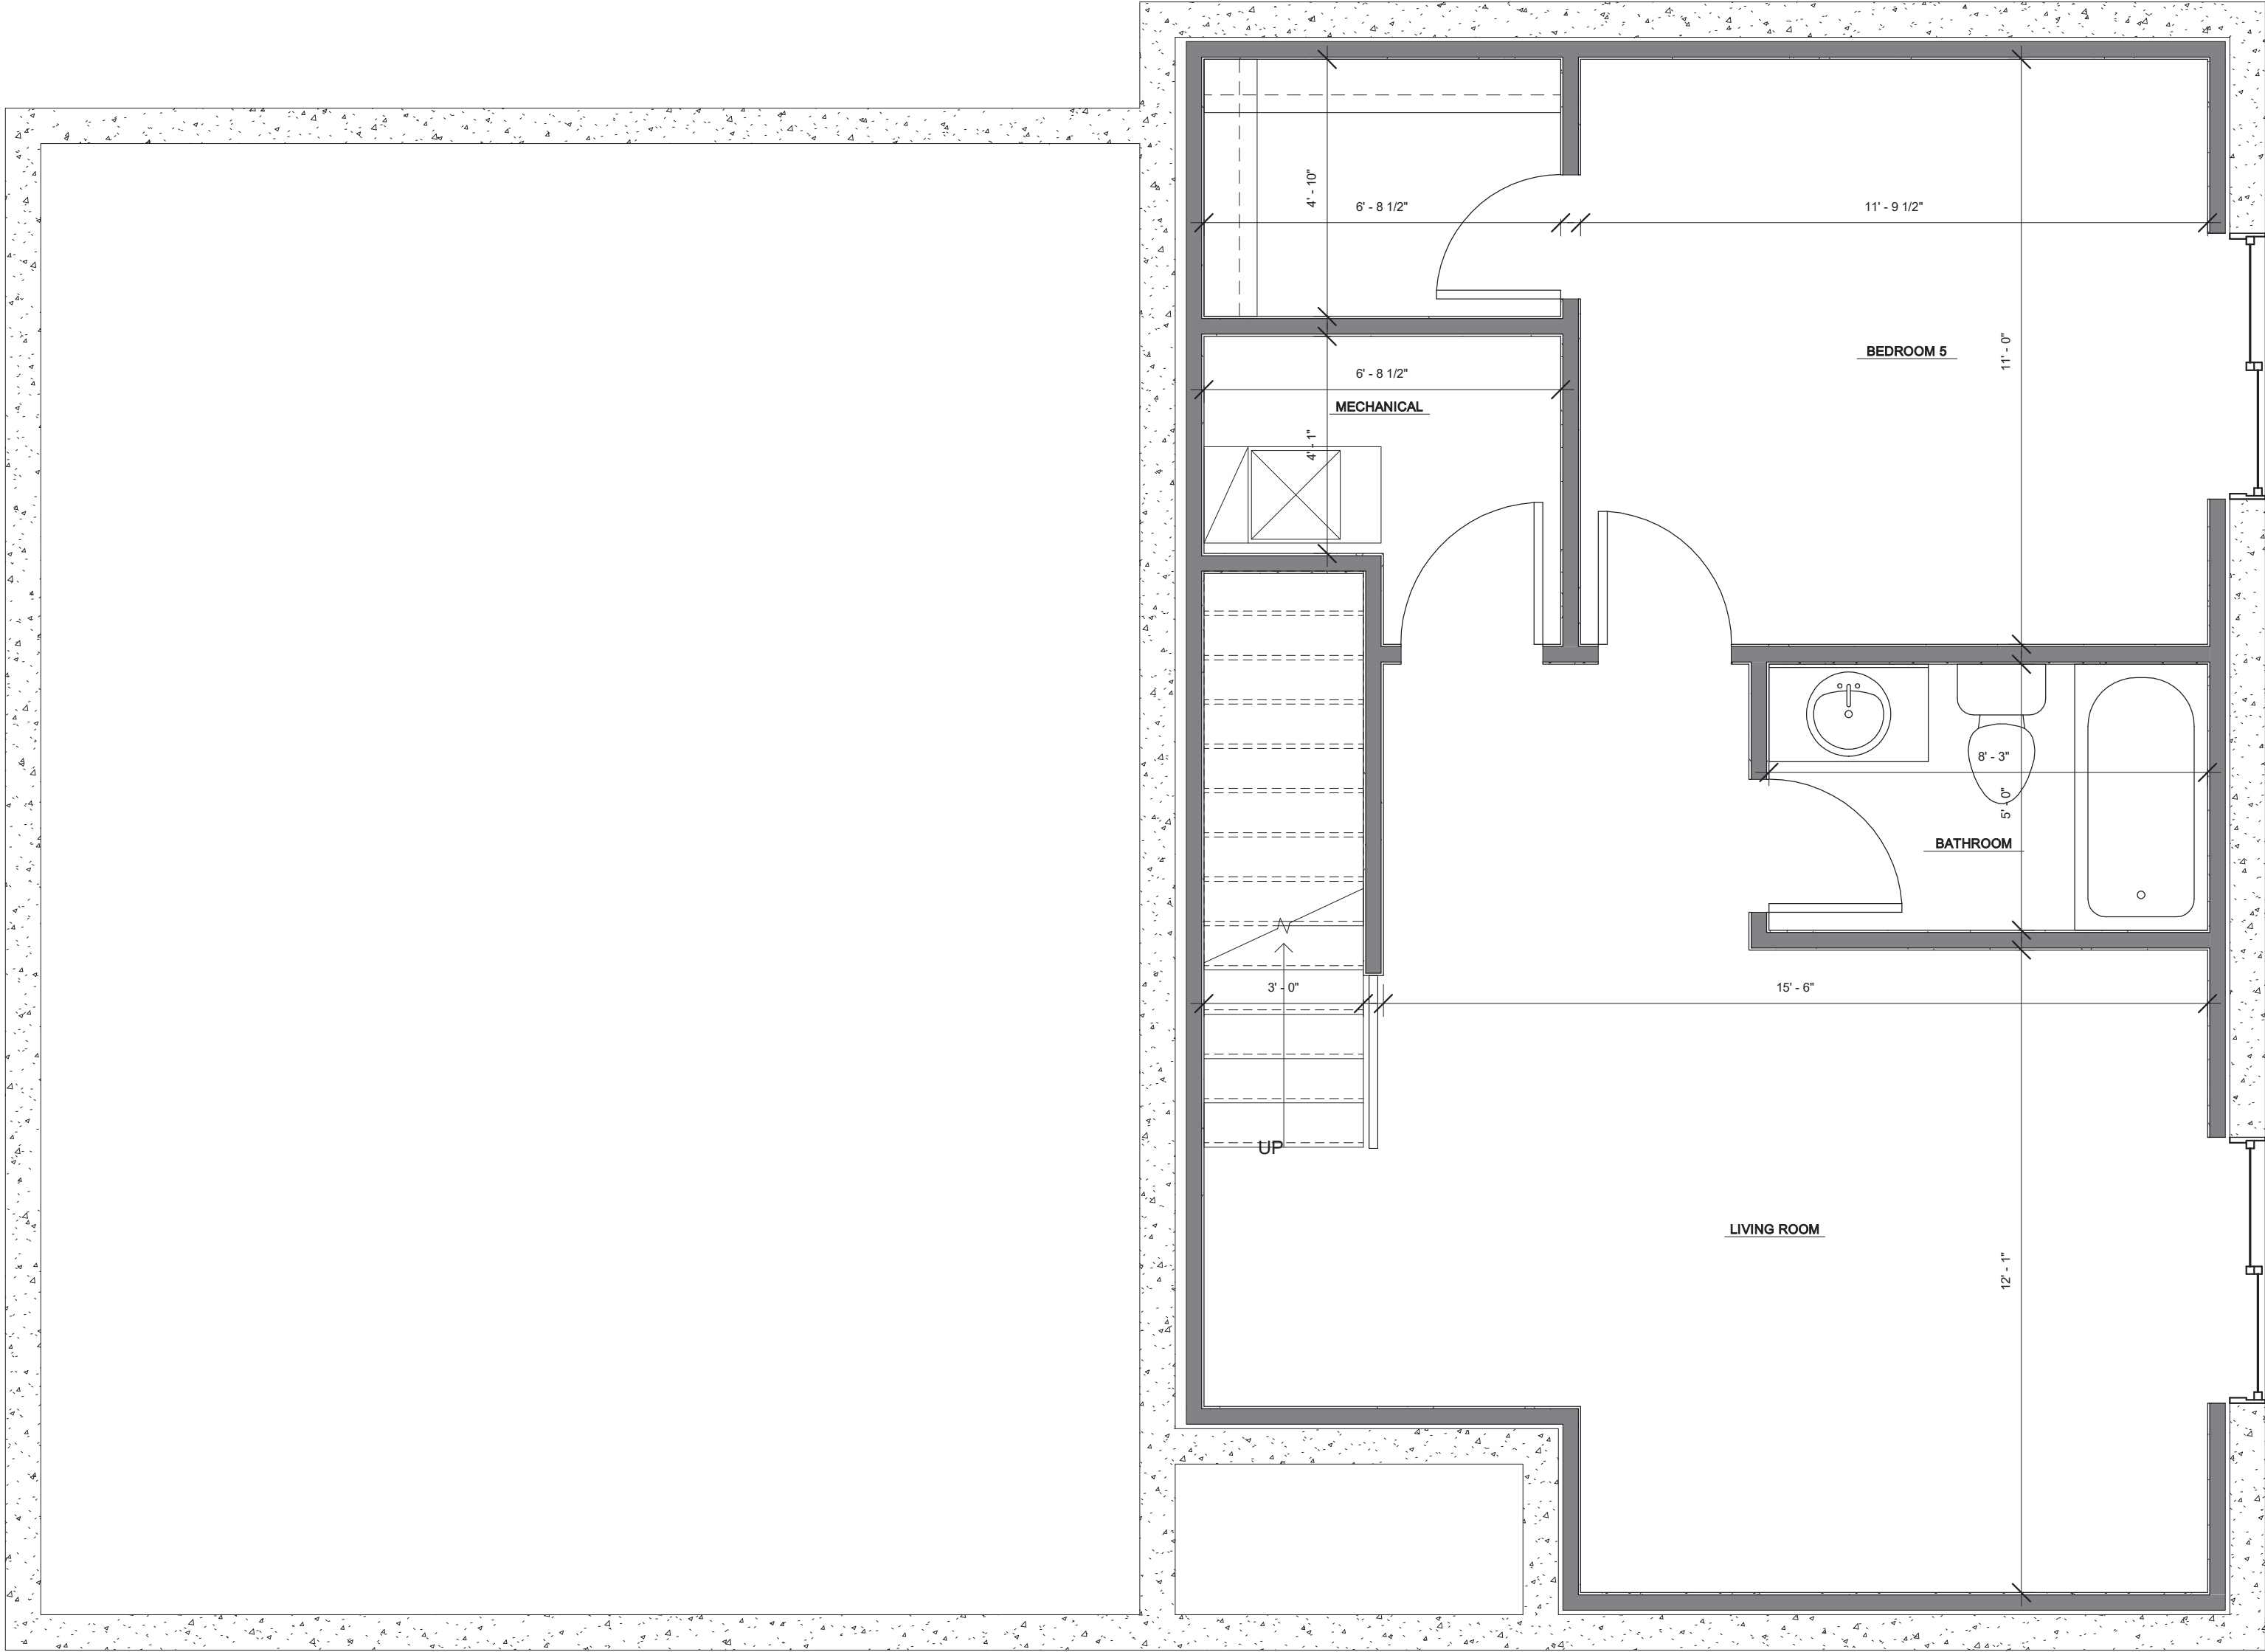 4' - 10"
6' - 8 1/2"
11' - 9 1/2"
BEDROOM 5
11' - 0"
6' - 8 1/2"
MECHANICAL
4' - 1"
8' - 3"
5' - 0"
BATHROOM
3' - 0"
15' - 6"
UP
LIVING ROOM
12' - 1"